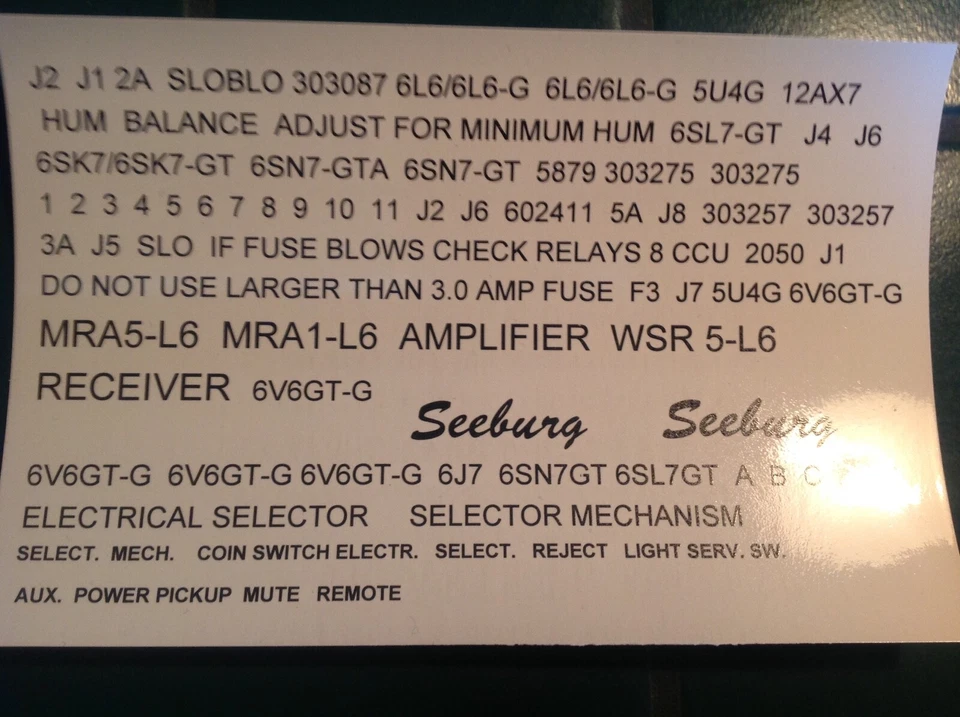 J2 J1 2A SLOBLO 303087 6L6/6L6-G 6L6/6L6-G 5U4G 12AX7
HUM BALANCE ADJUST FOR MINIMUM HUM 6SL7-GT J4 J6
6SK7/6SK7-GT 6SN7-GTA 6SN7-GT 5879 303275 303275
1 2 3 4 5 6 7 8 9 10 11 J2 J6 602411 5A J8 303257 303257
3A J5 SLO IF FUSE BLOWS CHECK RELAYS 8 CCU 2050 J1
DO NOT USE LARGER THAN 3.0 AMP FUSE F3 J7 5U4G 6V6GT-G
MRA5-L6 MRA1-L6 AMPLIFIER WSR 5-L6
RECEIVER 6V6GT-G
Seeburg Seeburg
6V6GT-G 6V6GT-G 6V6GT-G 6J7 6SN7GT 6SL7GT A B C
ELECTRICAL SELECTOR SELECTOR MECHANISM
SELECT. MECH. COIN SWITCH ELECTR. SELECT. REJECT LIGHT SERV. SW.
AUX. POWER PICKUP MUTE REMOTE